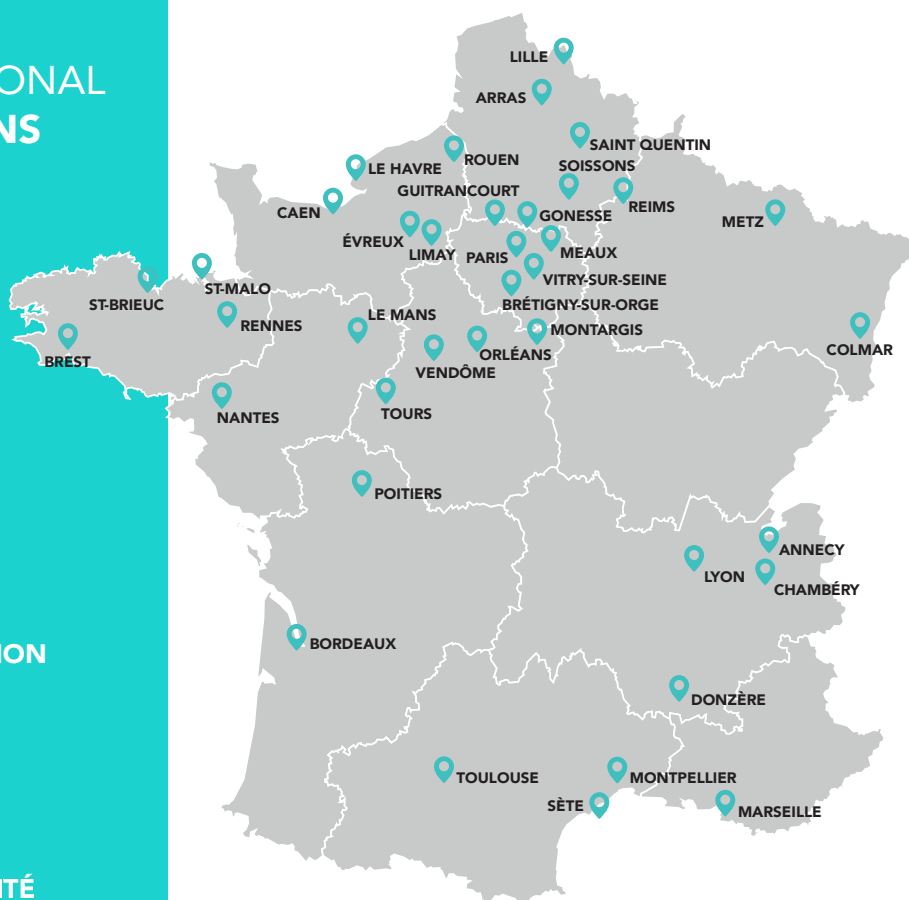 ONAL
NS
ION
ITÉ
LILLE
ARRAS
SAINT QUENTIN
SOISSONS
ROUEN
LE HAVRE
GUITRANCOURT
REIMS
CAEN
GONESSE
METZ
ÉVREUX
LIMAY
PARIS
MEAUX
VITRY-SUR-SEINE
ST-MALO
ST-BRIEUC
BRÉTIGNY-SUR-ORGE
LE MANS
RENNES
MONTARGIS
COLMAR
ORLÉANS
BREST
VENDÔME
TOURS
NANTES
POITIERS
ANNECY
LYON
CHAMBÉRY
BORDEAUX
DONZÈRE
TOULOUSE
MONTPELLIER
SÈTE
MARSEILLE